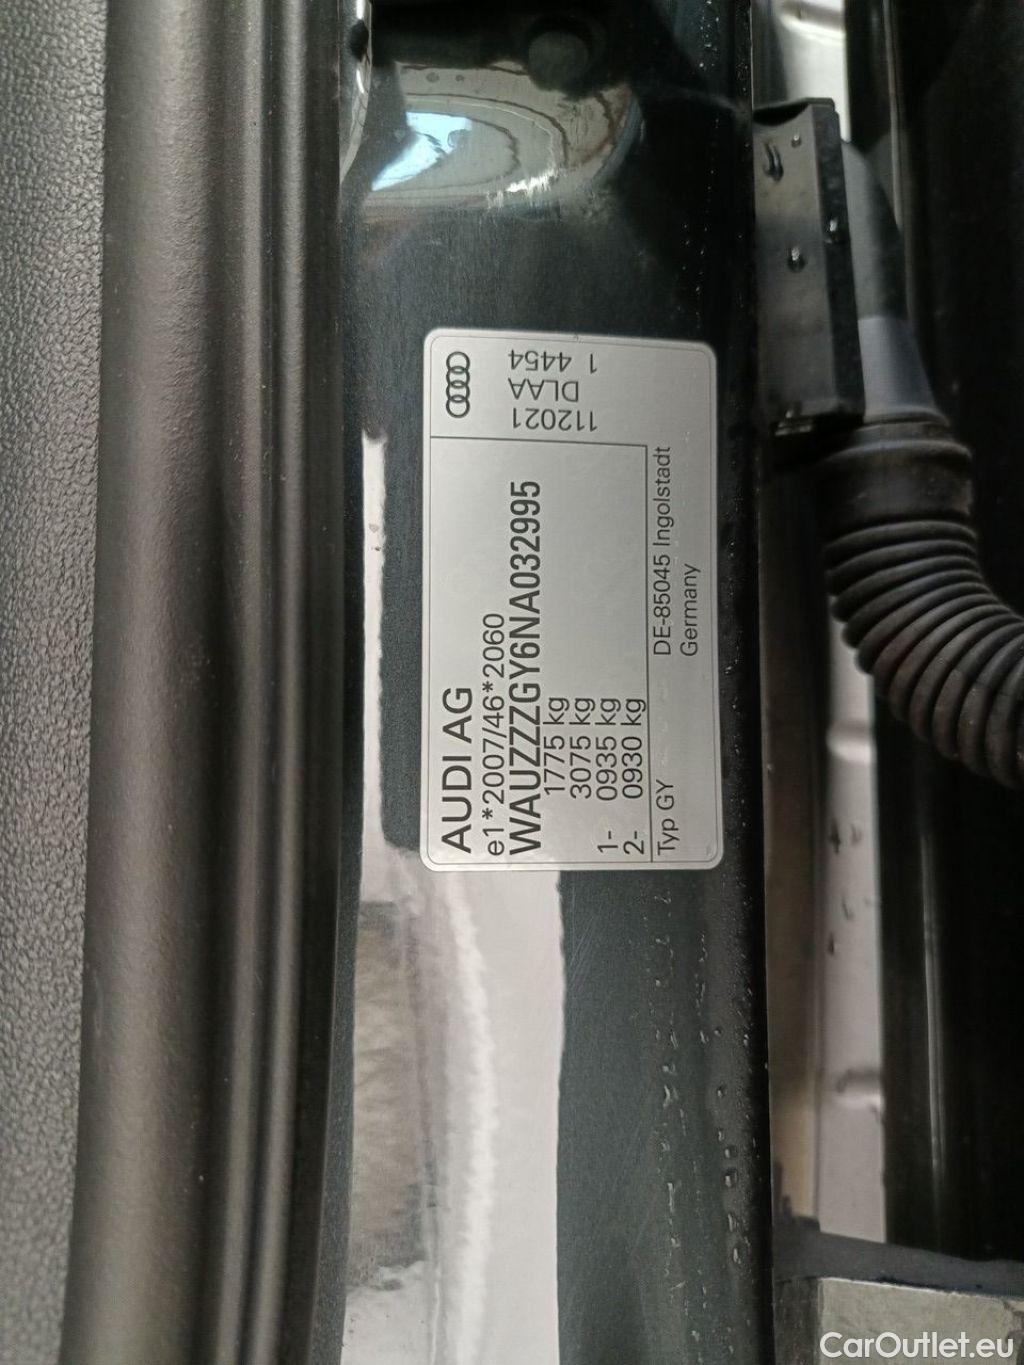 AUDI AG
e1*2007/46*2060
WAUZZZGY6NA032995
1775 kg
3075 kg
1- 0935 kg
2- 0930 kg
Typ GY
DE-85045 Ingolstadt
Germany
112021
DLAA
1 4454
CarOutlet.eu